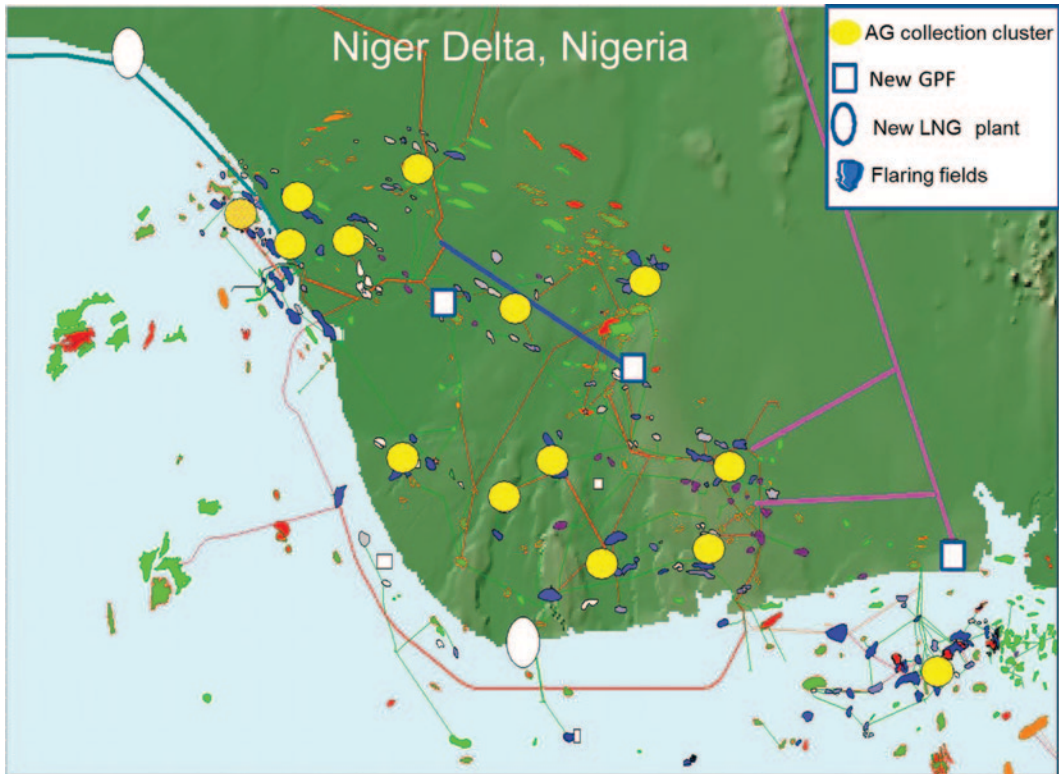 Niger Delta, Nigeria
AG collection cluster
New GPF
New LNG plant
Flaring fields